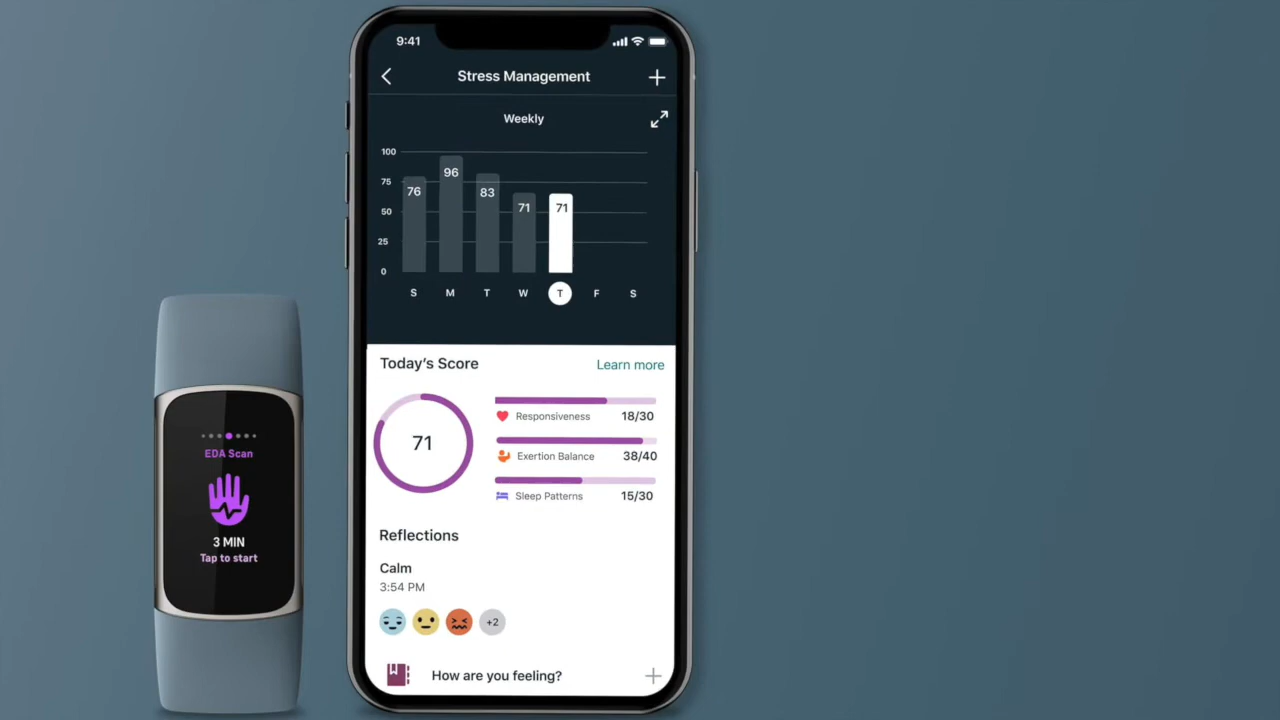 9:41
Stress Management
Weekly
100
75
50
25
0
76
96
83
71
71
S M T W T F S
Today's Score
Learn more
71
Responsiveness 18/30
Exertion Balance 38/40
Sleep Patterns 15/30
Reflections
Calm
3:54 PM
+2
How are you feeling?
EDA Scan
3 MIN
Tap to start